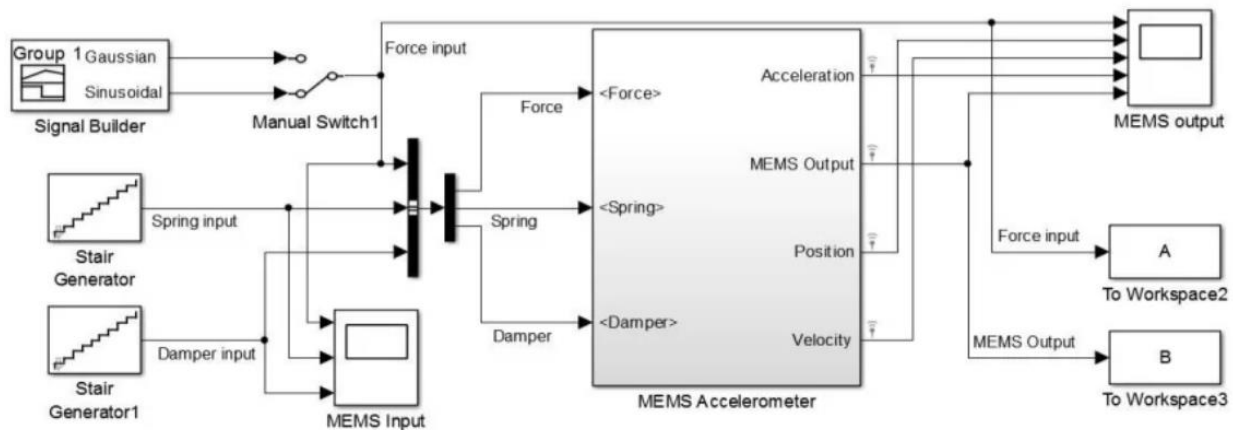 Group 1
Gaussian
Sinusoidal
Signal Builder
Manual Switch1
Force input
Force
<Force>
Acceleration
MEMS output
MEMS Output
Spring input
Spring
<Spring>
Stair
Generator
Position
Force input
A
To Workspace2
Damper input
Damper
<Damper>
Velocity
MEMS Output
B
To Workspace3
Stair
Generator1
MEMS Input
MEMS Accelerometer